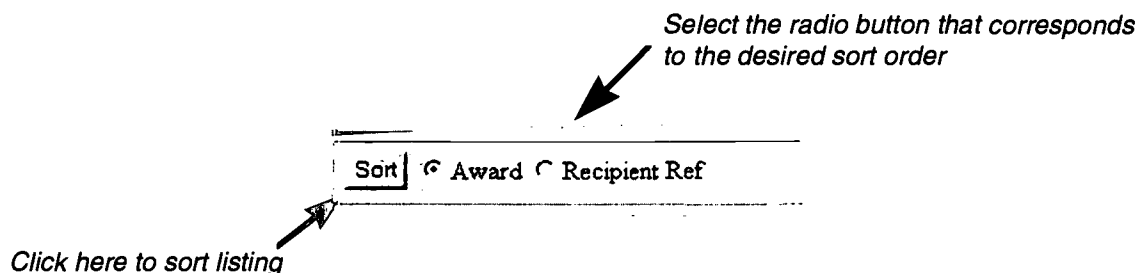 Select the radio button that corresponds
to the desired sort order
Sort Award Recipient Ref
Click here to sort listing